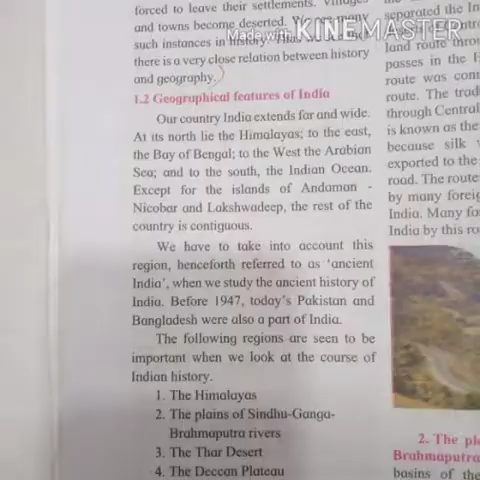 forced to leave their settlements. Villages
and towns become deserted. We see many
such instances in history. Thus we see that
there is a very close relation between history
and geography.
1.2 Geographical features of India
Our country India extends far and wide.
At its north lie the Himalayas; to the east,
the Bay of Bengal; to the West the Arabian
Sea; and to the south, the Indian Ocean.
Except for the islands of Andaman -
Nicobar and Lakshwadeep, the rest of the
country is contiguous.
We have to take into account this
region, henceforth referred to as ‘ancient
India’, when we study the ancient history of
India. Before 1947, today's Pakistan and
Bangladesh were also a part of India.
The following regions are seen to be
important when we look at the course of
Indian history.
1. The Himalayas
2. The plains of Sindhu-Ganga-
Brahmaputra rivers
3. The Thar Desert
4. The Deccan Plateau
separated the In
land route throu
passes in the H
route was cont
route. The trad
through Central
is known as the
because silk w
exported to the
road. The route
by many foreig
India. Many fo
India by this ro
2. The pl
Brahmaputra
basins of the
Made with KINEMASTER